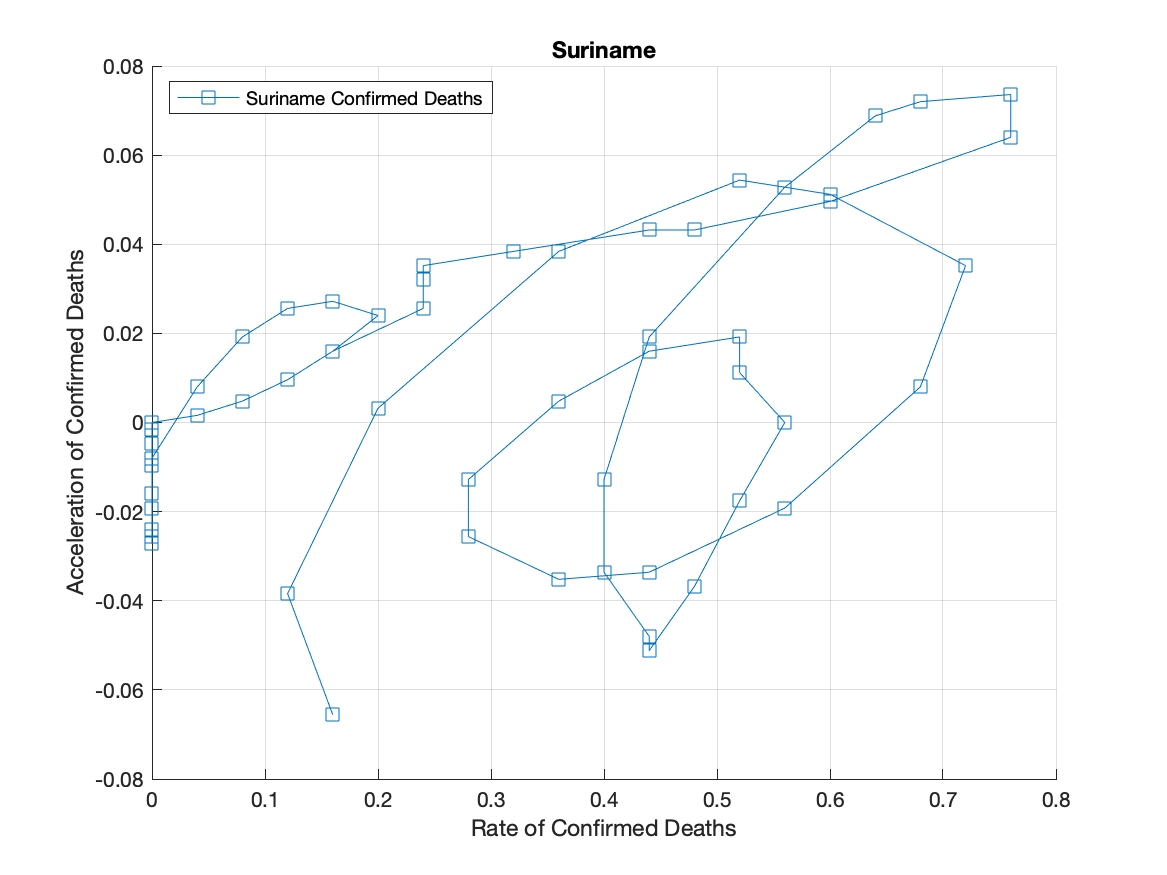 Suriname
Suriname Confirmed Deaths
0.08
0.06
0.04
0.02
0
-0.02
-0.04
-0.06
-0.08
Acceleration of Confirmed Deaths
0 0.1 0.2 0.3 0.4 0.5 0.6 0.7 0.8
Rate of Confirmed Deaths